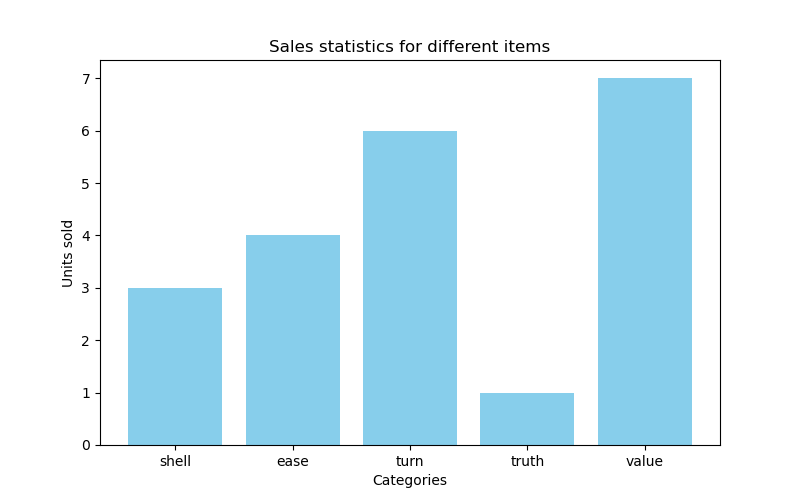 Sales statistics for different items
Units sold
7
6
5
4
3
2
1
0
shell ease turn truth value
Categories